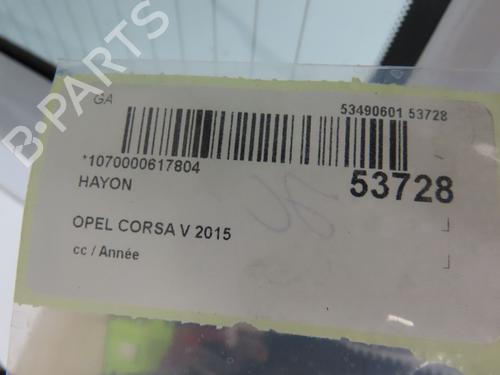 B-PARTS
GA
53490601 53728
*1070000617804
HAYON
53728
OPEL CORSA V 2015
cc / Année